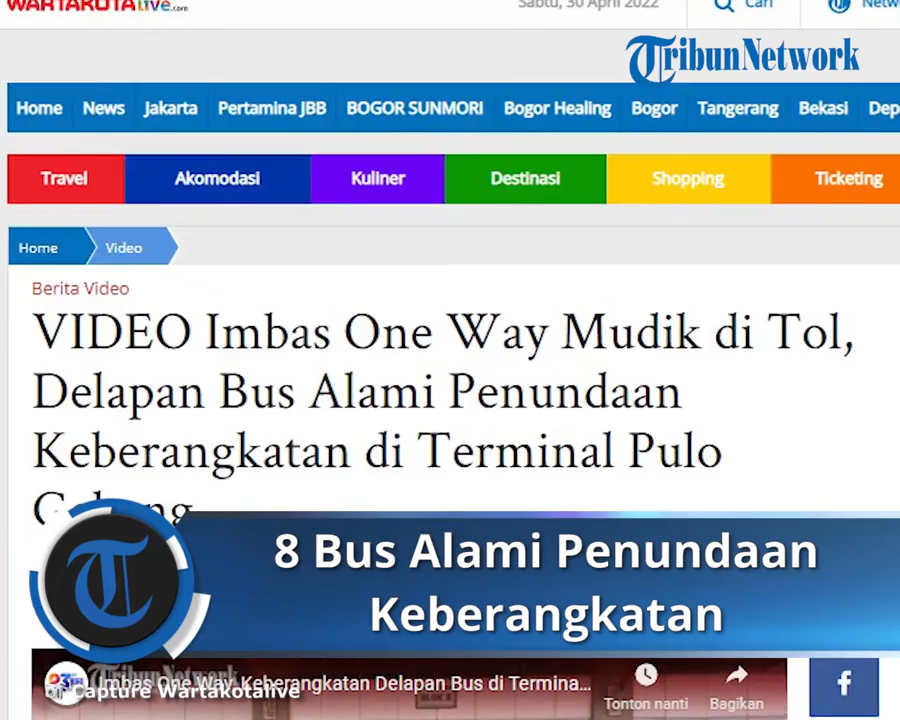 WARTAKOTALive.com
Sabtu, 30 April 2022
Cari
TribunNetwork
Home News Jakarta Pertamina JBB BOGOR SUNMORI Bogor Healing Bogor Tangerang Bekasi
Travel Akomodasi Kuliner Destinasi Shopping Ticketing
Home Video
Berita Video
VIDEO Imbas One Way Mudik di Tol,
Delapan Bus Alami Penundaan
Keberangkatan di Terminal Pulo
8 Bus Alami Penundaan
Keberangkatan
TribunNetwork
Imbas One Way, Keberangkatan Delapan Bus di Termina...
Capture Wartakotalive
Tonton nanti Bagikan